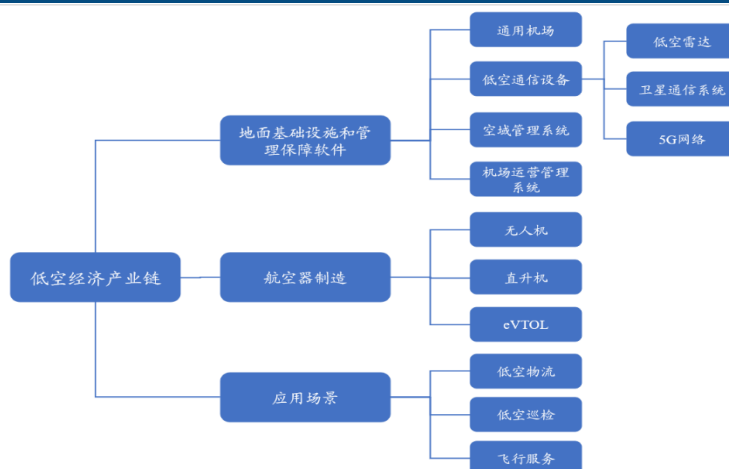 低空经济产业链
地面基础设施和管
理保障软件
通用机场
低空通信设备
低空雷达
卫星通信系统
5G网络
空域管理系统
机场运营管理
系统
航空器制造
无人机
直升机
eVTOL
应用场景
低空物流
低空巡检
飞行服务